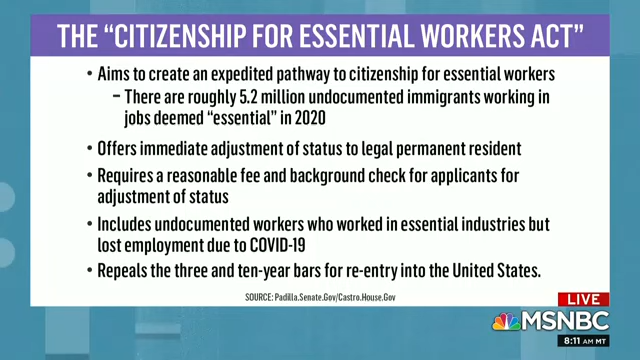 THE “CITIZENSHIP FOR ESSENTIAL WORKERS ACT”
• Aims to create an expedited pathway to citizenship for essential workers
– There are roughly 5.2 million undocumented immigrants working in
jobs deemed “essential” in 2020
• Offers immediate adjustment of status to legal permanent resident
• Requires a reasonable fee and background check for applicants for
adjustment of status
• Includes undocumented workers who worked in essential industries but
lost employment due to COVID-19
• Repeals the three and ten-year bars for re-entry into the United States.
SOURCE: Padilla.Senate.Gov/Castro.House.Gov
LIVE
MSNBC
8:11 AM MT